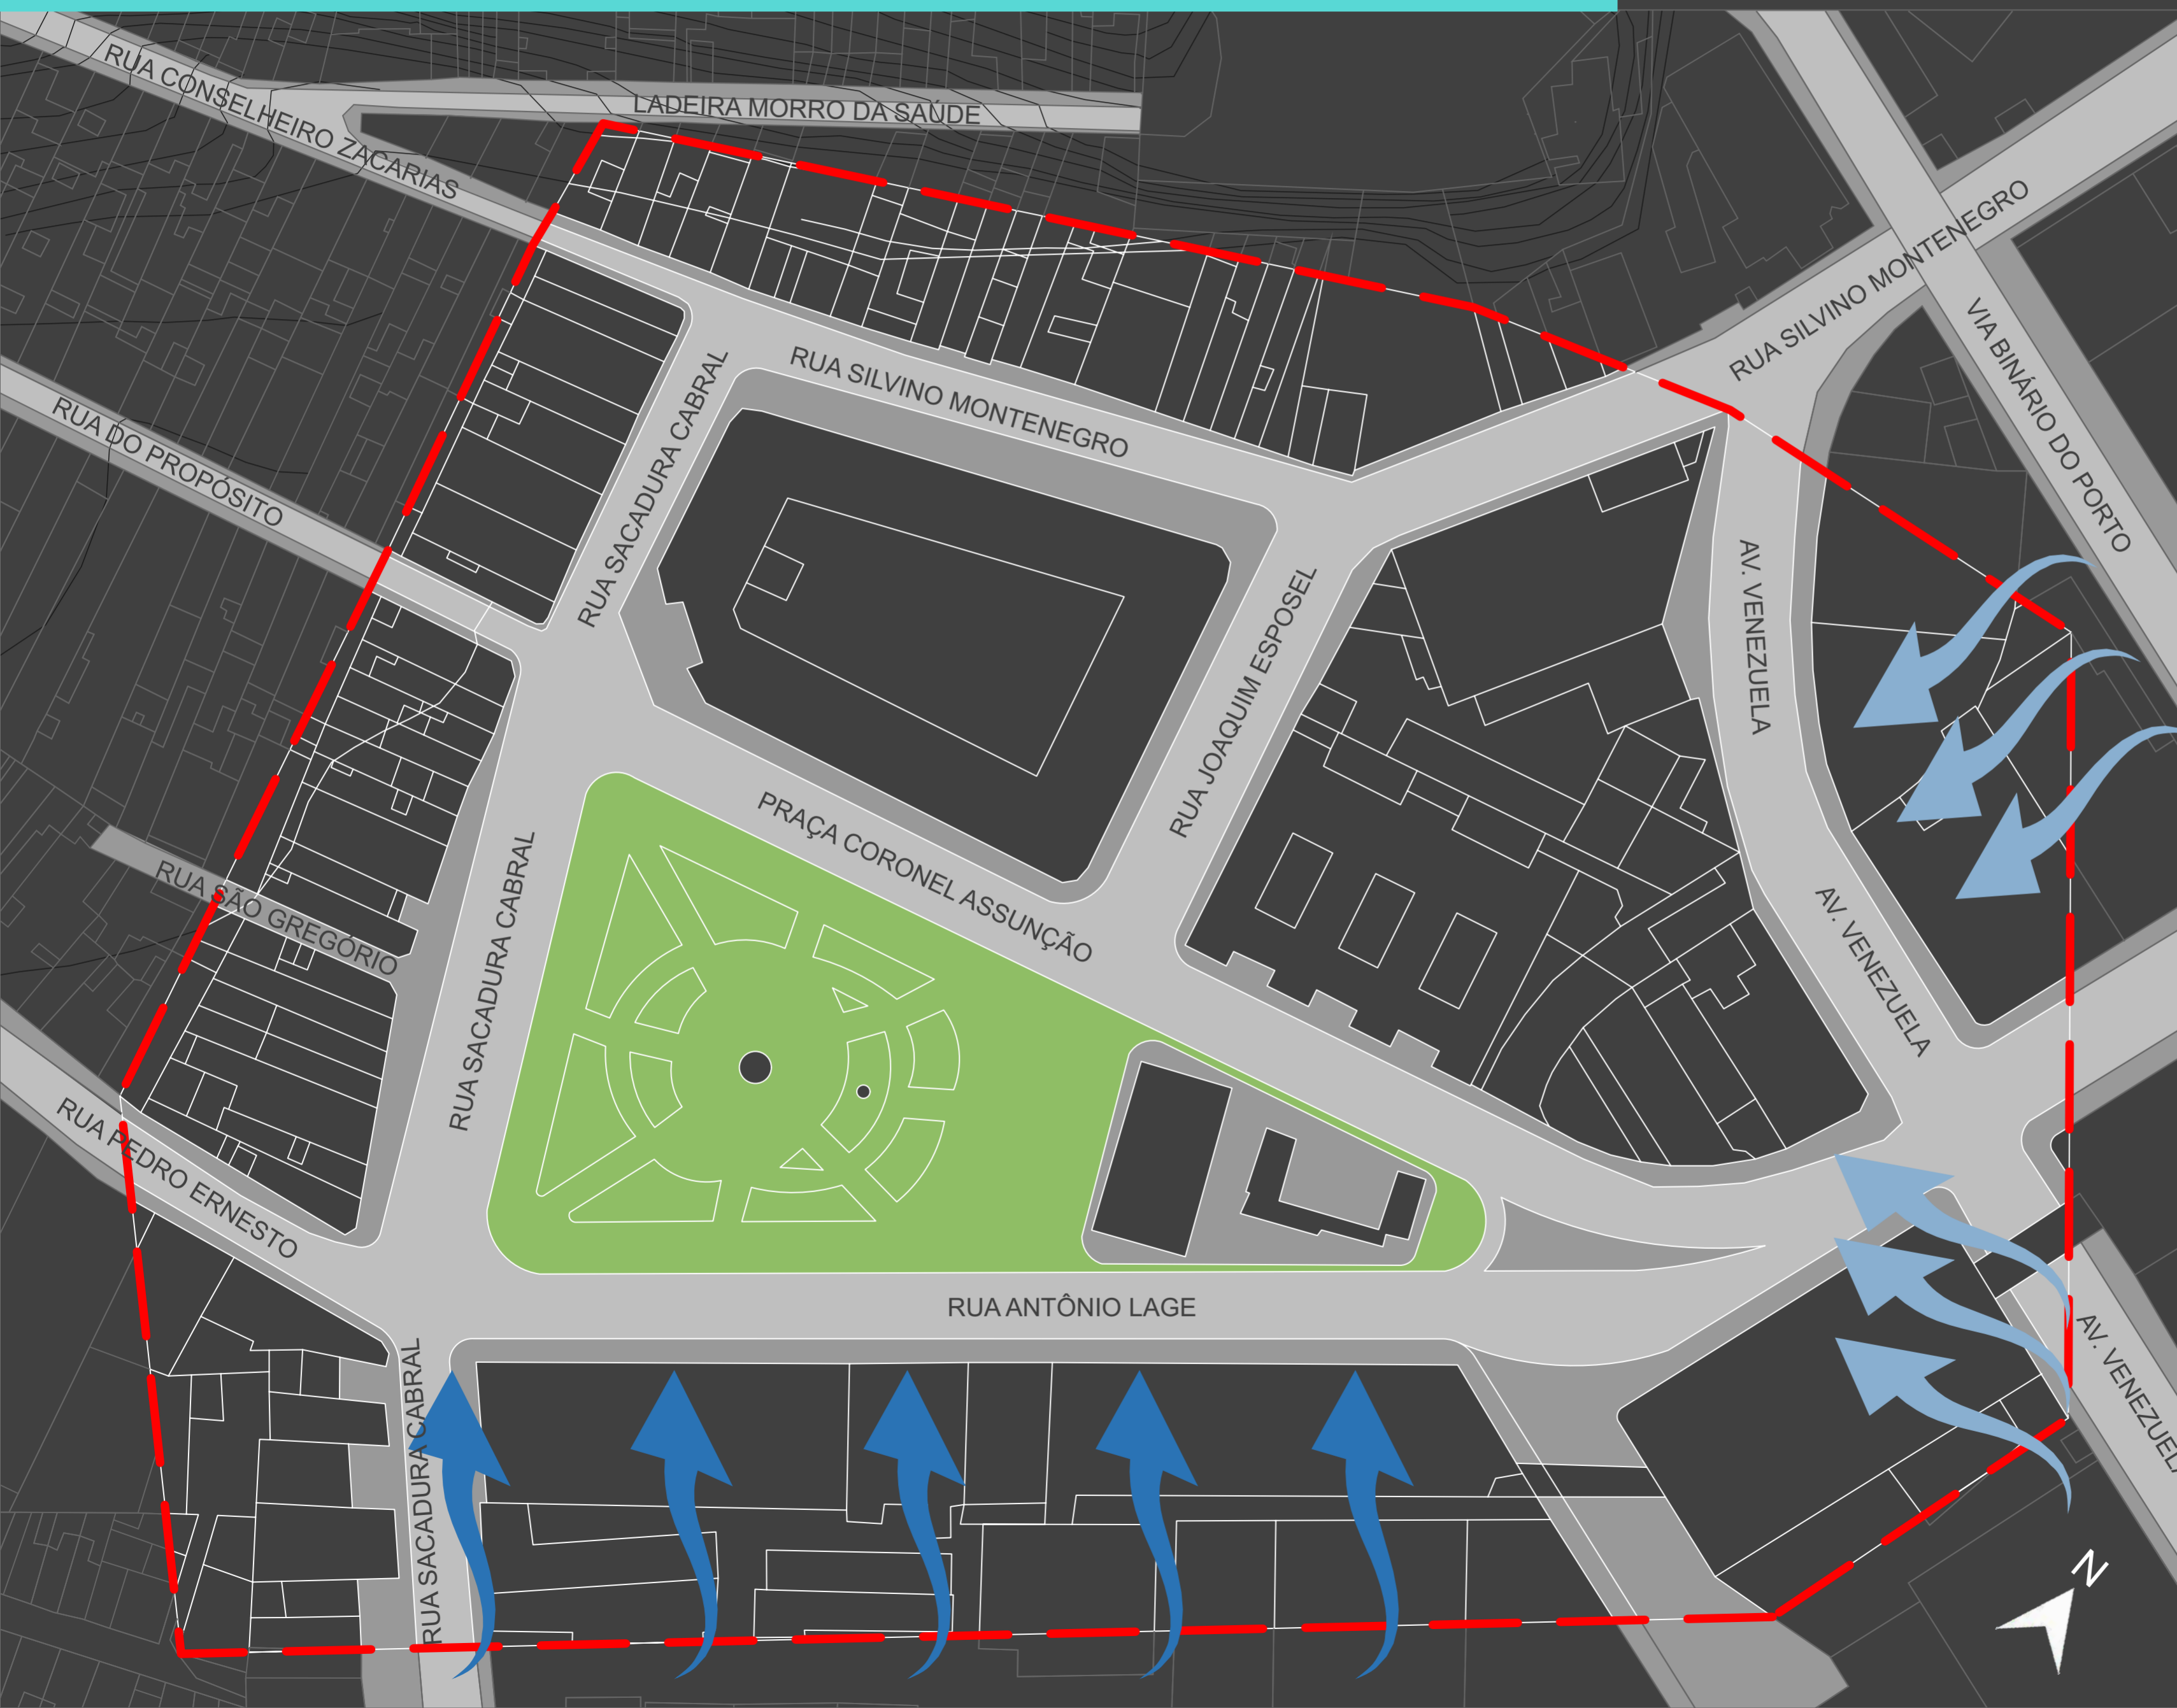 RUA CONSELHEIRO ZACARIAS
LADEIRA MORRO DA SAÚDE
RUA SILVINO MONTENEGRO
VIA BINÁRIO DO PORTO
RUA SILVINO MONTENEGRO
RUA SACADURA CABRAL
RUA DO PROPÓSITO
RUA JOAQUIM ESPOSEL
AV. VENEZUELA
PRAÇA CORONEL ASSUNÇÃO
RUA SÃO GREGÓRIO
RUA SACADURA CABRAL
AV. VENEZUELA
RUA PEDRO ERNESTO
RUA ANTÔNIO LAGE
RUA SACADURA CABRAL
AV. VENEZUELA
N